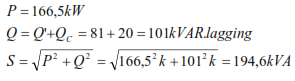 P = 166,5kW
Q = Q'+Q_C = 81 + 20 = 101kVAR.lagging
S = √(P² + Q²) = √(166,5²k + 101²k) = 194,6kVA